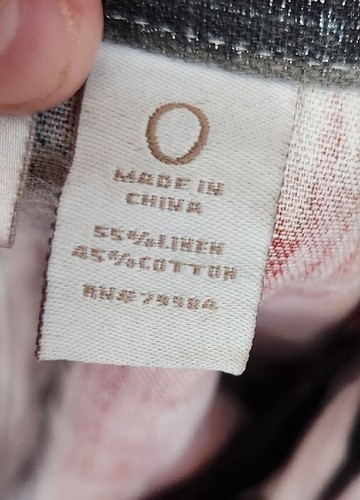 0
MADE IN
CHINA
55%LINEN
45%COTTON
RN#79984